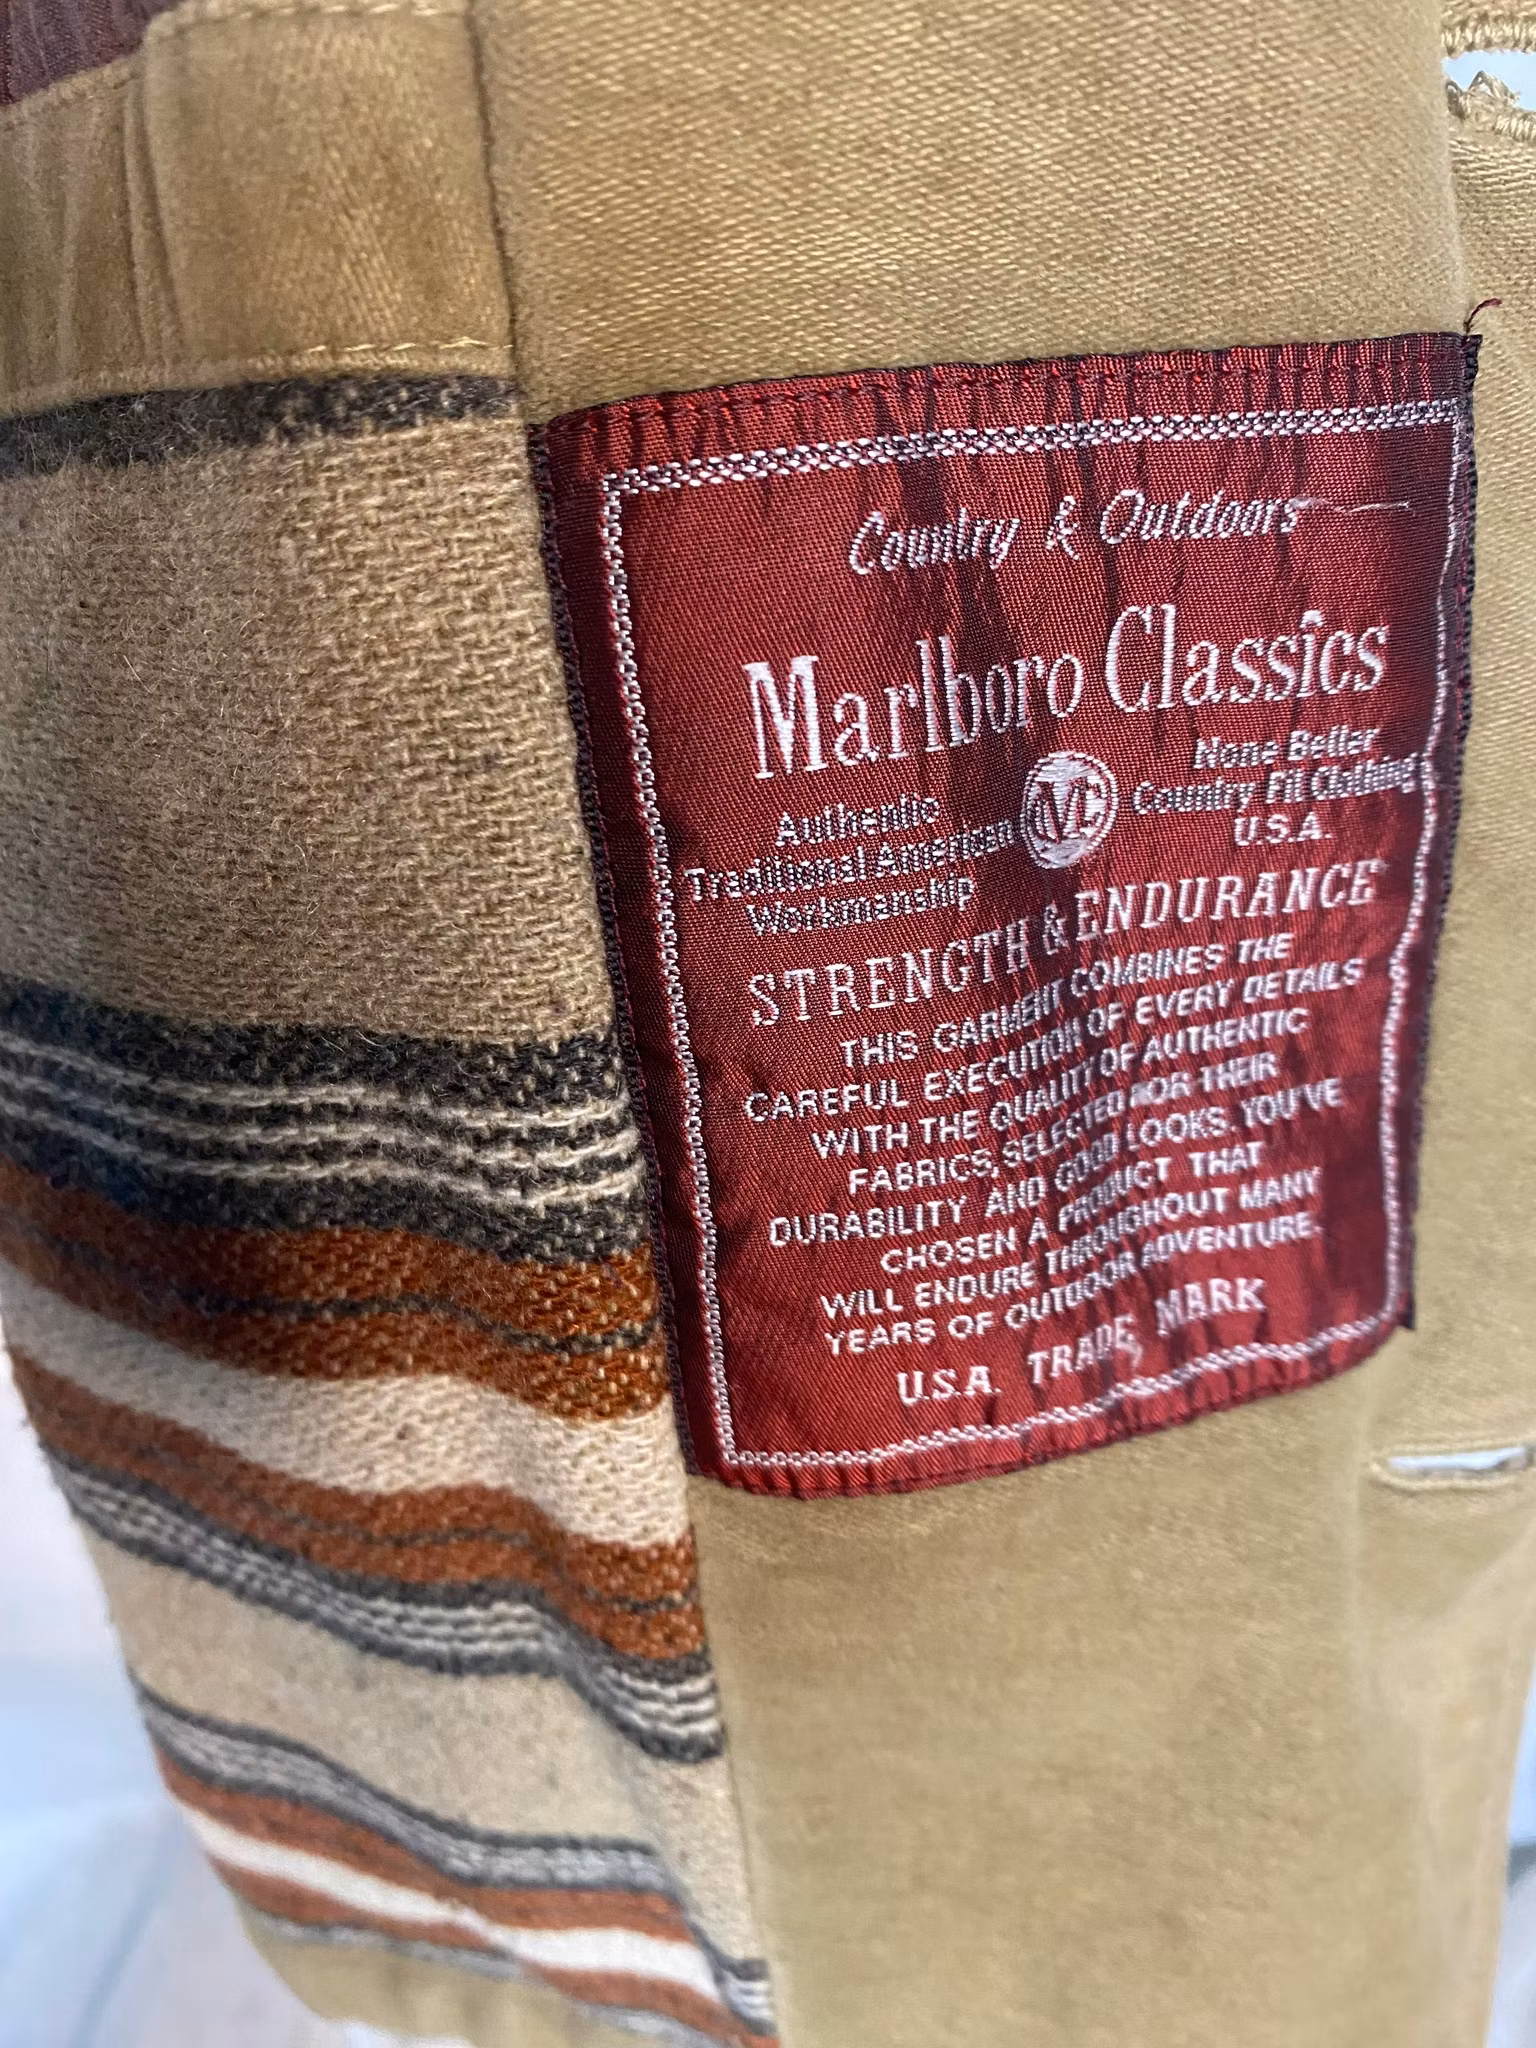 Country & Outdoors
Marlboro Classics
Authentic
Traditional American
Workmanship
MC
None Better
Country Fit Clothing
U.S.A.
STRENGTH & ENDURANCE
THIS GARMENT COMBINES THE
CAREFUL EXECUTION OF EVERY DETAILS
WITH THE QUALITY OF AUTHENTIC
FABRICS, SELECTED FOR THEIR
DURABILITY AND GOOD LOOKS. YOU'VE
CHOSEN A PRODUCT THAT
WILL ENDURE THROUGHOUT MANY
YEARS OF OUTDOOR ADVENTURE.
U.S.A. TRADE MARK